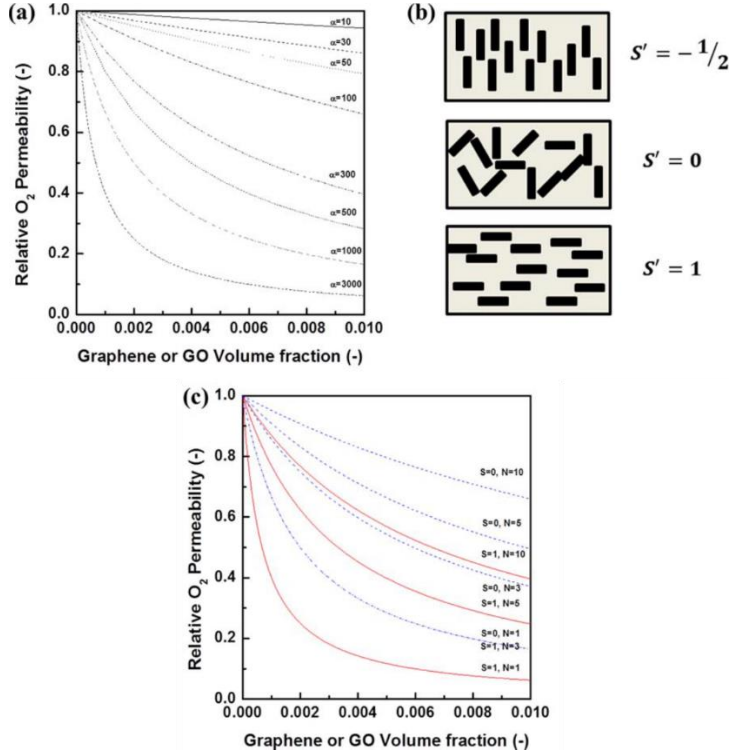 (a)
Relative O2 Permeability (-)
1.0
0.8
0.6
0.4
0.2
0.0
α=10
α=30
α=50
α=100
α=300
α=500
α=1000
α=3000
0.000 0.002 0.004 0.006 0.008 0.010
Graphene or GO Volume fraction (-)
(b)
S′ = − 1/2
S′ = 0
S′ = 1
(c)
Relative O2 Permeability (-)
1.0
0.8
0.6
0.4
0.2
0.0
S=0, N=10
S=0, N=5
S=1, N=10
S=0, N=3
S=1, N=5
S=0, N=1
S=1, N=3
S=1, N=1
0.000 0.002 0.004 0.006 0.008 0.010
Graphene or GO Volume fraction (-)